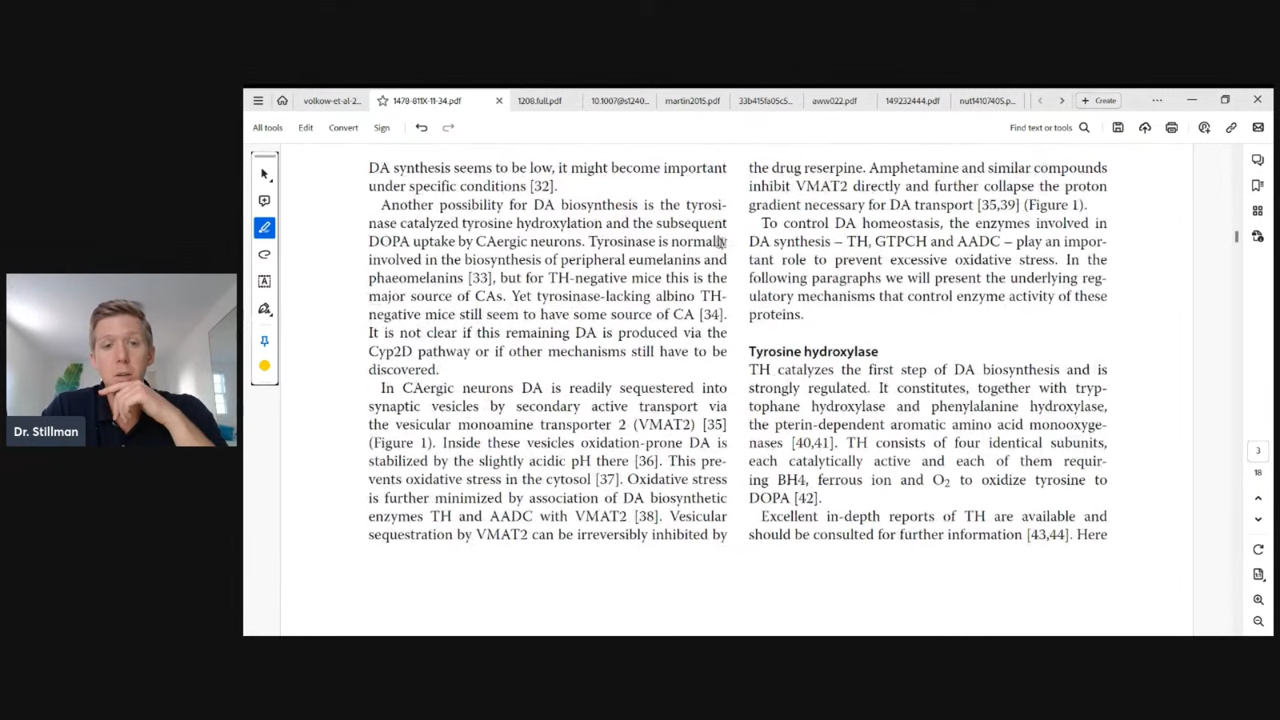 volkow-et-al-2...
1478-811X-11-34.pdf
1208.full.pdf
10.1007@s1240...
martin2015.pdf
33b415fa05c5...
aww022.pdf
149232444.pdf
nut14107405.p...
Create
All tools
Edit
Convert
Sign
Find text or tools
DA synthesis seems to be low, it might become important
under specific conditions [32].
Another possibility for DA biosynthesis is the tyrosi-
nase catalyzed tyrosine hydroxylation and the subsequent
DOPA uptake by CAergic neurons. Tyrosinase is normally
involved in the biosynthesis of peripheral eumelanins and
phaeomelanins [33], but for TH-negative mice this is the
major source of CAs. Yet tyrosinase-lacking albino TH-
negative mice still seem to have some source of CA [34].
It is not clear if this remaining DA is produced via the
Cyp2D pathway or if other mechanisms still have to be
discovered.
In CAergic neurons DA is readily sequestered into
synaptic vesicles by secondary active transport via
the vesicular monoamine transporter 2 (VMAT2) [35]
(Figure 1). Inside these vesicles oxidation-prone DA is
stabilized by the slightly acidic pH there [36]. This pre-
vents oxidative stress in the cytosol [37]. Oxidative stress
is further minimized by association of DA biosynthetic
enzymes TH and AADC with VMAT2 [38]. Vesicular
sequestration by VMAT2 can be irreversibly inhibited by
the drug reserpine. Amphetamine and similar compounds
inhibit VMAT2 directly and further collapse the proton
gradient necessary for DA transport [35,39] (Figure 1).
To control DA homeostasis, the enzymes involved in
DA synthesis – TH, GTPCH and AADC – play an impor-
tant role to prevent excessive oxidative stress. In the
following paragraphs we will present the underlying reg-
ulatory mechanisms that control enzyme activity of these
proteins.
Tyrosine hydroxylase
TH catalyzes the first step of DA biosynthesis and is
strongly regulated. It constitutes, together with tryp-
tophane hydroxylase and phenylalanine hydroxylase,
the pterin-dependent aromatic amino acid monooxyge-
nases [40,41]. TH consists of four identical subunits,
each catalytically active and each of them requir-
ing BH4, ferrous ion and O2 to oxidize tyrosine to
DOPA [42].
Excellent in-depth reports of TH are available and
should be consulted for further information [43,44]. Here
3
18
Dr. Stillman